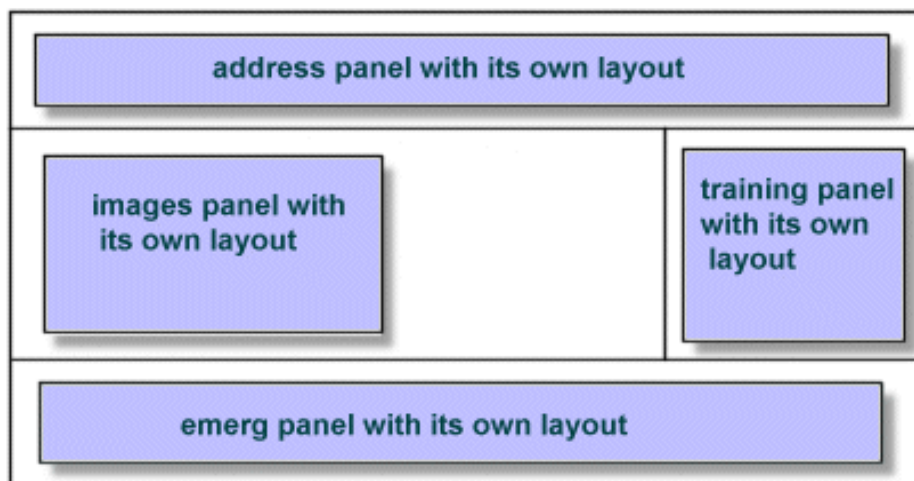 address panel with its own layout
images panel with
its own layout
training panel
with its own
layout
emerg panel with its own layout